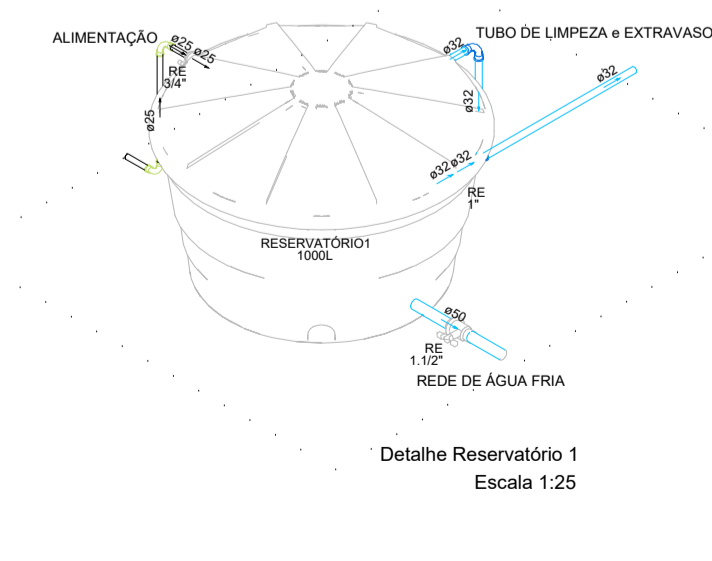 ALIMENTAÇÃO
ø25
ø25
RE
3/4"
ø25
TUBO DE LIMPEZA e EXTRAVASO
ø32
ø32
ø32
ø32
ø32
RE
1"
RESERVATÓRIO1
1000L
ø50
RE
1.1/2"
REDE DE ÁGUA FRIA
Detalhe Reservatório 1
Escala 1:25